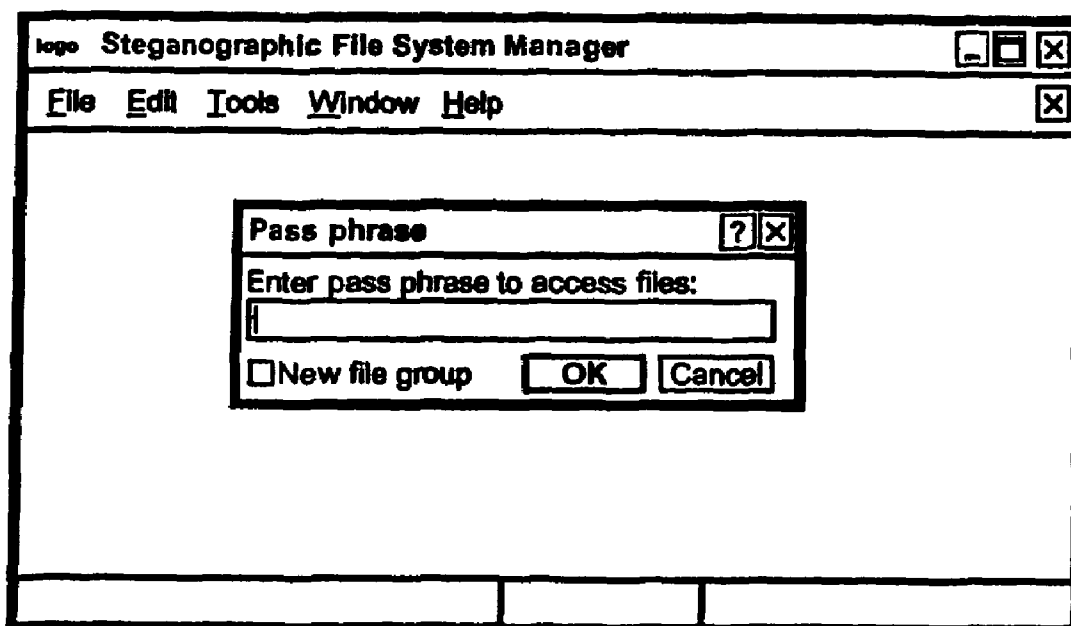 logo Steganographic File System Manager
File Edit Tools Window Help
Pass phrase ?
Enter pass phrase to access files:
New file group OK Cancel